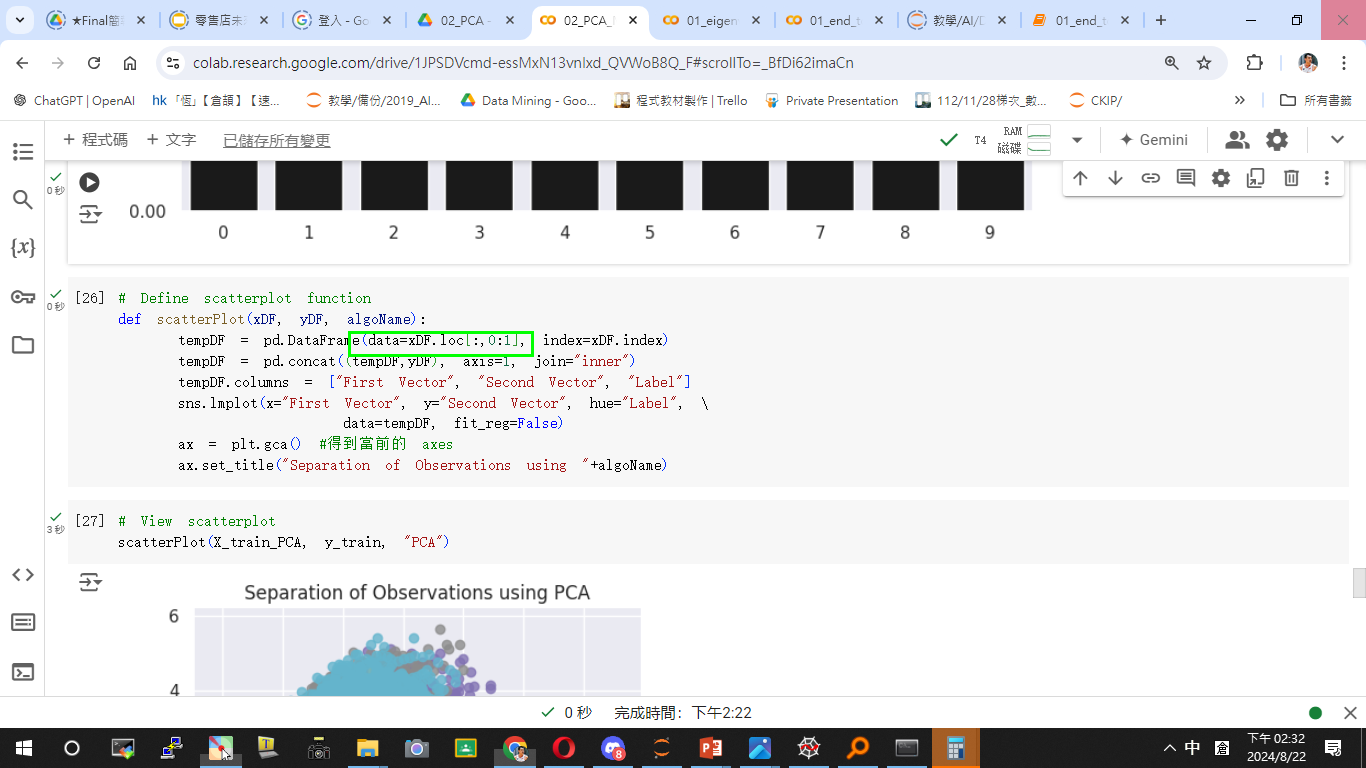 ★Final範
零售店未
登入 - Go
02_PCA -
02_PCA_
01_eigen
01_end_t
教學/AI/D
01_end_t
colab.research.google.com/drive/1JPSDVcmd-essMxN13vnlxd_QVWoB8Q_F#scrollTo=_BfDi62imaCn
ChatGPT | OpenAI
hk 「恆」【倉頡】【速...
教學/備份/2019_AI...
Data Mining - Goo...
程式教材製作 | Trello
Private Presentation
112/11/28梯次_數...
CKIP/
所有書籤
+ 程式碼 + 文字 已儲存所有變更
T4 RAM 磁碟
Gemini
0 秒
0.00
0 1 2 3 4 5 6 7 8 9
0 秒
[26] # Define scatterplot function
def scatterPlot(xDF, yDF, algoName):
tempDF = pd.DataFrame(data=xDF.loc[:,0:1], index=xDF.index)
tempDF = pd.concat((tempDF,yDF), axis=1, join="inner")
tempDF.columns = ["First Vector", "Second Vector", "Label"]
sns.lmplot(x="First Vector", y="Second Vector", hue="Label", \
data=tempDF, fit_reg=False)
ax = plt.gca() #得到當前的 axes
ax.set_title("Separation of Observations using "+algoName)
3 秒
[27] # View scatterplot
scatterPlot(X_train_PCA, y_train, "PCA")
Separation of Observations using PCA
6
4
0 秒 完成時間：下午2:22
8
中
倉
下午 02:32
2024/8/22